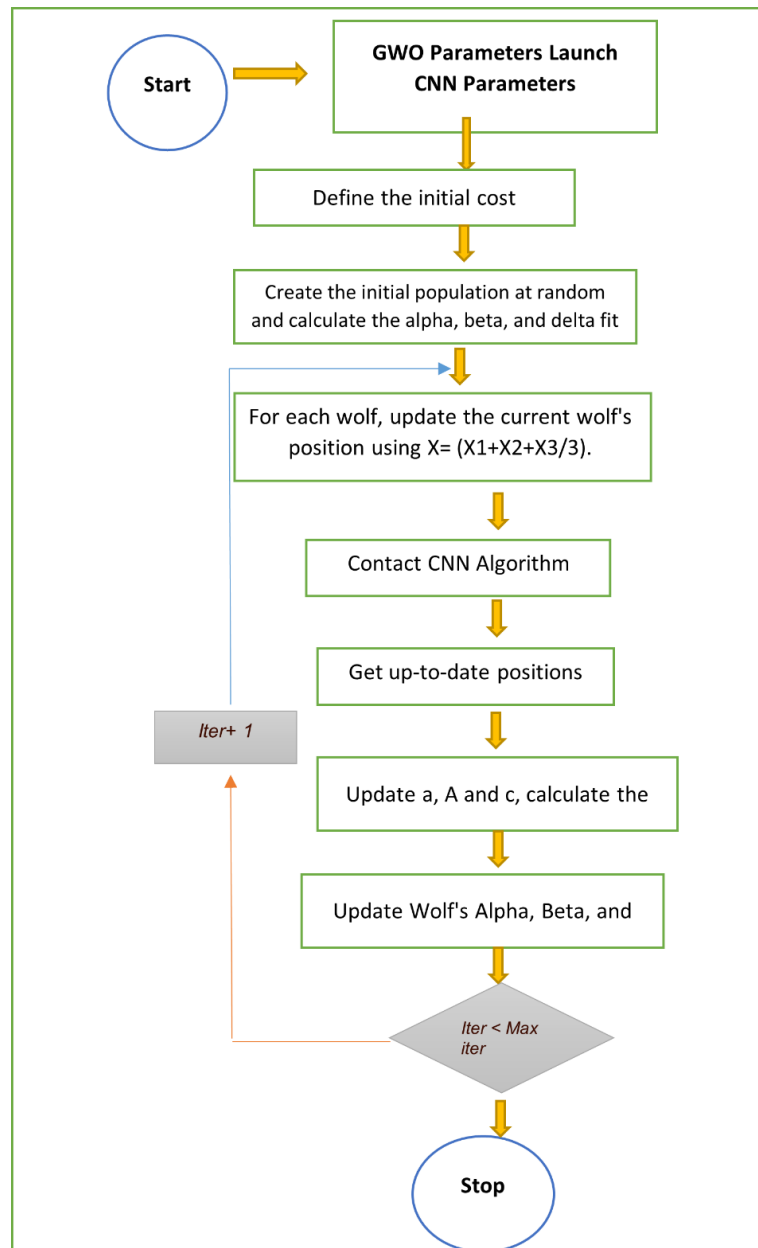 Start
GWO Parameters Launch
CNN Parameters
Define the initial cost
Create the initial population at random
and calculate the alpha, beta, and delta fit
For each wolf, update the current wolf's
position using X= (X1+X2+X3/3).
Contact CNN Algorithm
Get up-to-date positions
Iter+ 1
Update a, A and c, calculate the
Update Wolf's Alpha, Beta, and
Iter < Max
iter
Stop